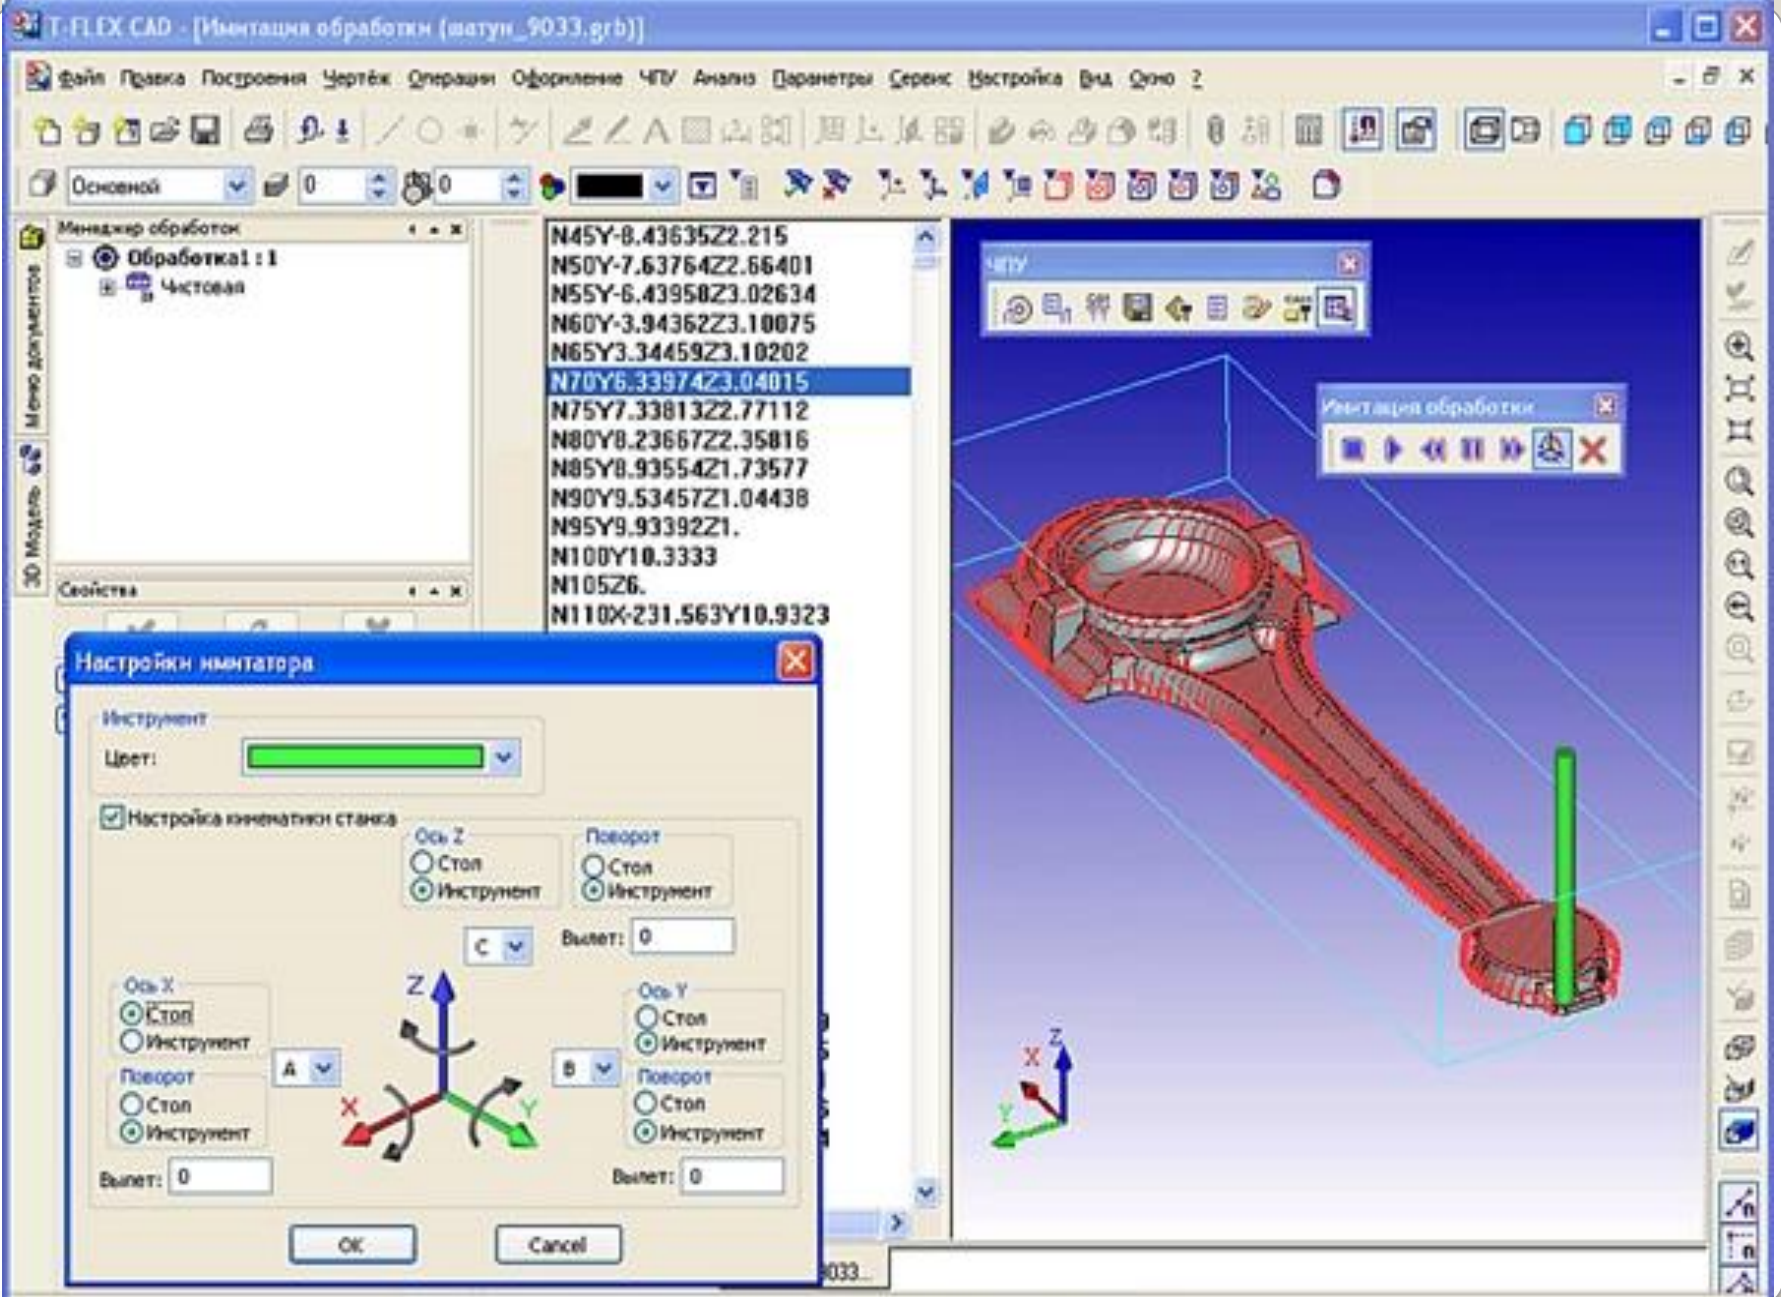 T-FLEX CAD - [Имитация обработки (шатун_9033.grb)]
Файл Правка Построения Чертёж Операции Оформление ЧПУ Анализ Параметры Сервис Настройка Вид Окно ?
Основной 0 0
Меню документов
3D Модель
Менеджер обработок
Обработка1 : 1
Чистовая
Свойства
N45Y-8.43635Z2.215
N50Y-7.63764Z2.66401
N55Y-6.43958Z3.02634
N60Y-3.94362Z3.10075
N65Y3.34459Z3.10202
N70Y6.33974Z3.04815
N75Y7.33813Z2.77112
N80Y8.23667Z2.35816
N85Y8.93554Z1.73577
N90Y9.53457Z1.04438
N95Y9.93392Z1.
N100Y10.3333
N105Z6.
N110X-231.563Y10.9323
ЧПУ
Имитация обработки
Настройки имитатора
Инструмент
Цвет:
Настройка кинематики станка
Ось Z
Стол
Инструмент
Поворот
Стол
Инструмент
C
Вылет: 0
Ось X
Стол
Инструмент
A
Поворот
Стол
Инструмент
Вылет: 0
Z
X
Y
Ось Y
Стол
Инструмент
B
Поворот
Стол
Инструмент
Вылет: 0
OK
Cancel
Z
X
Y
9033...